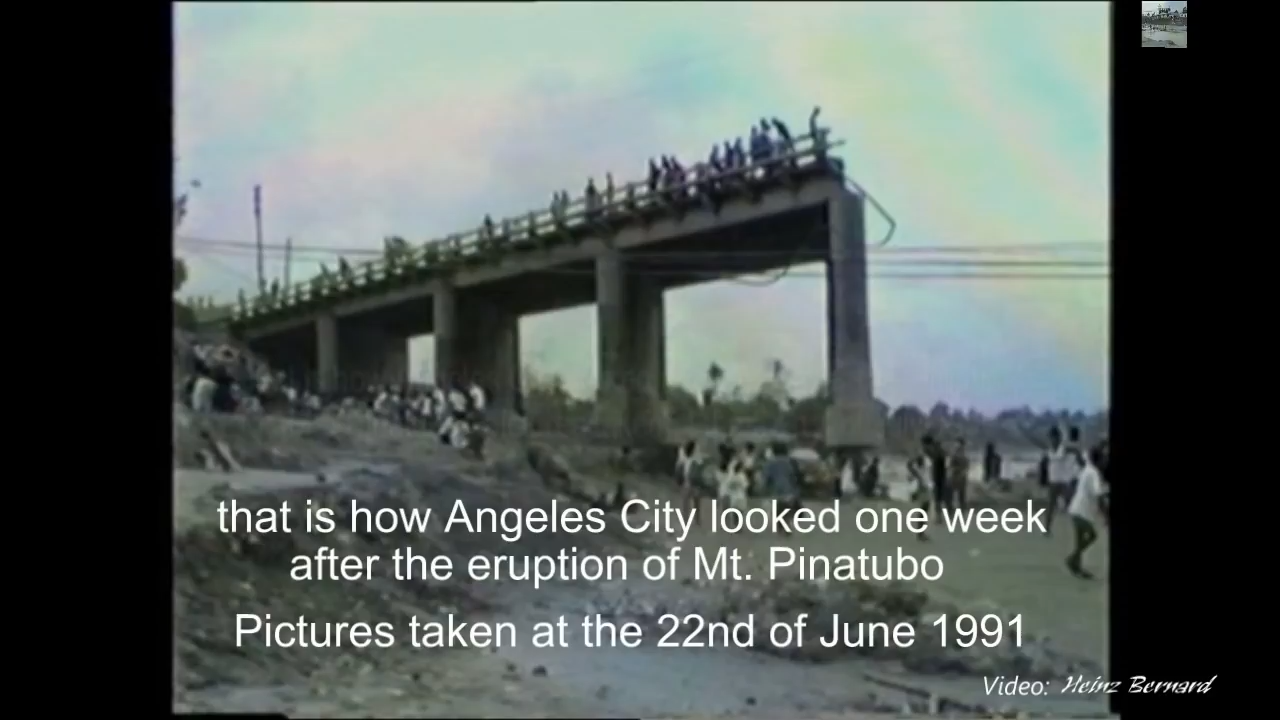 that is how Angeles City looked one week
after the eruption of Mt. Pinatubo
Pictures taken at the 22nd of June 1991
Video: Heinz Bernard